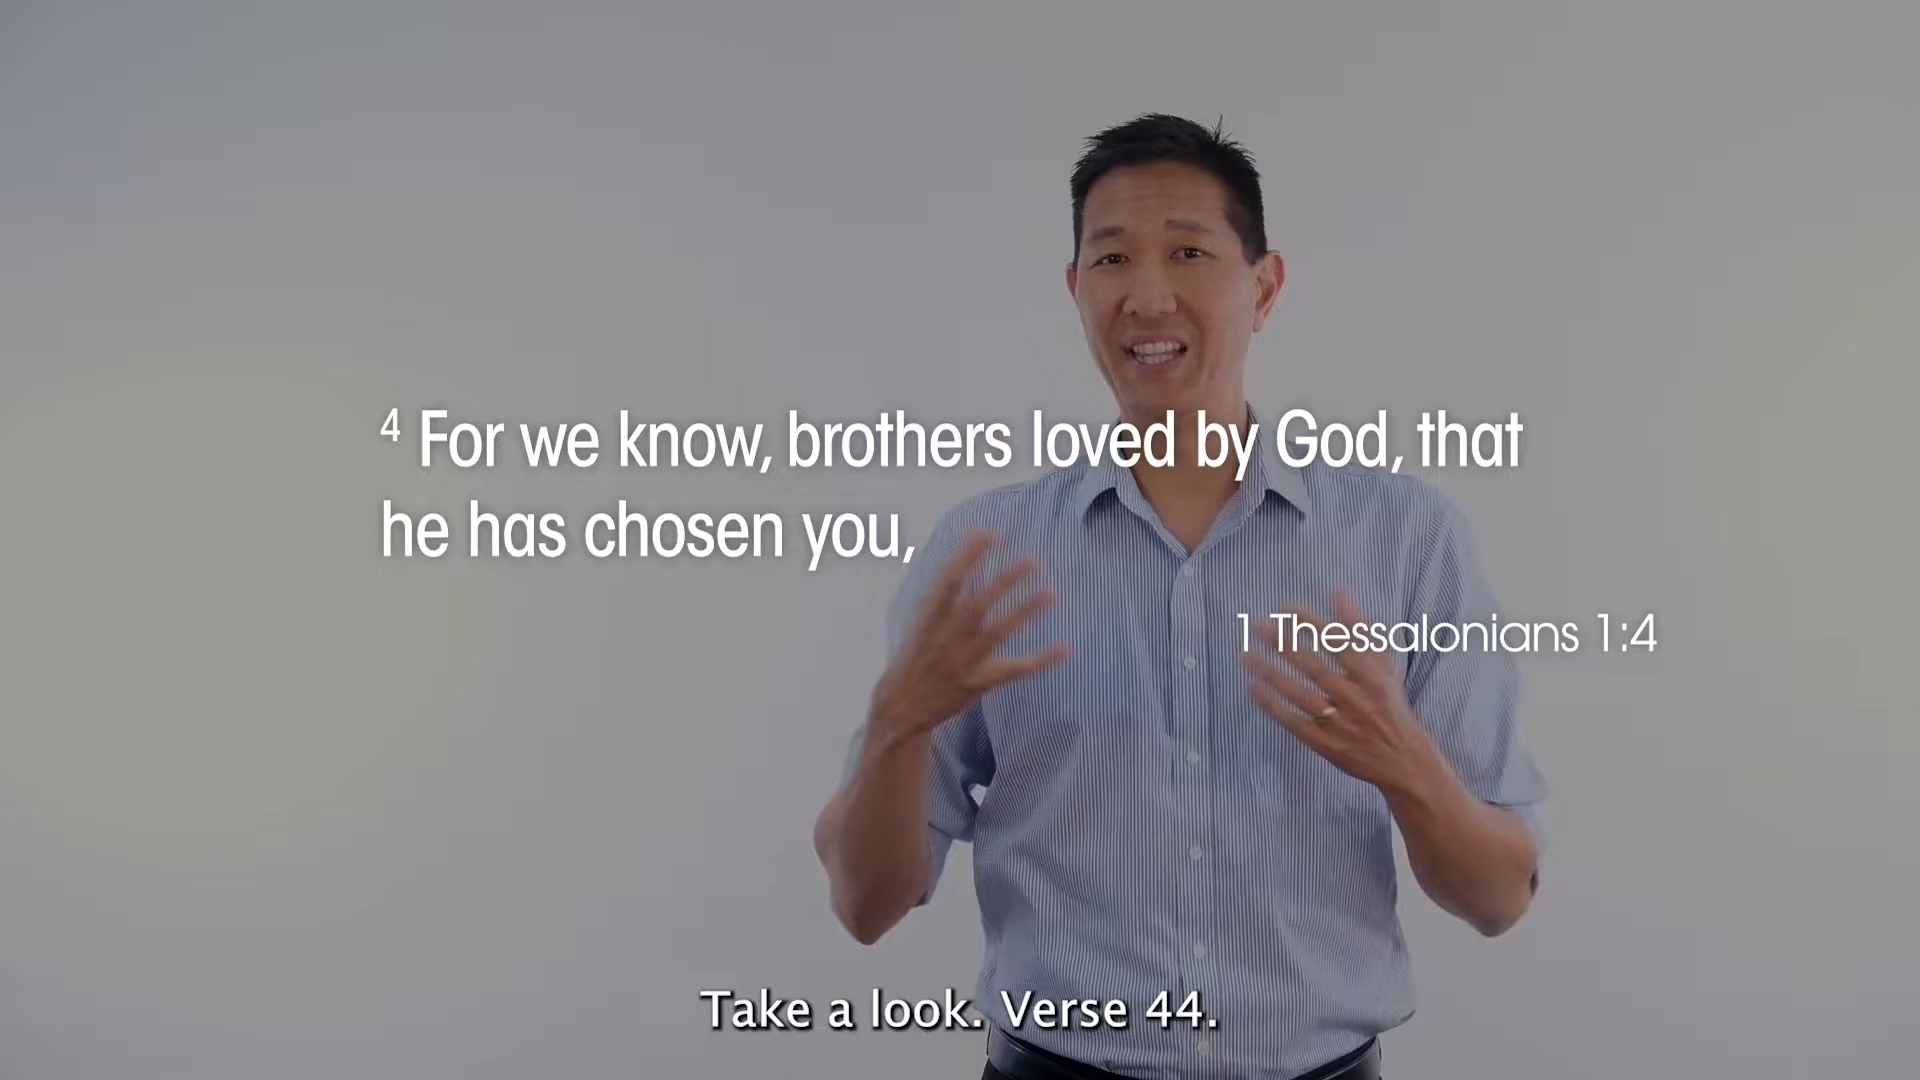 4 For we know, brothers loved by God, that
he has chosen you,
1 Thessalonians 1:4
Take a look. Verse 44.